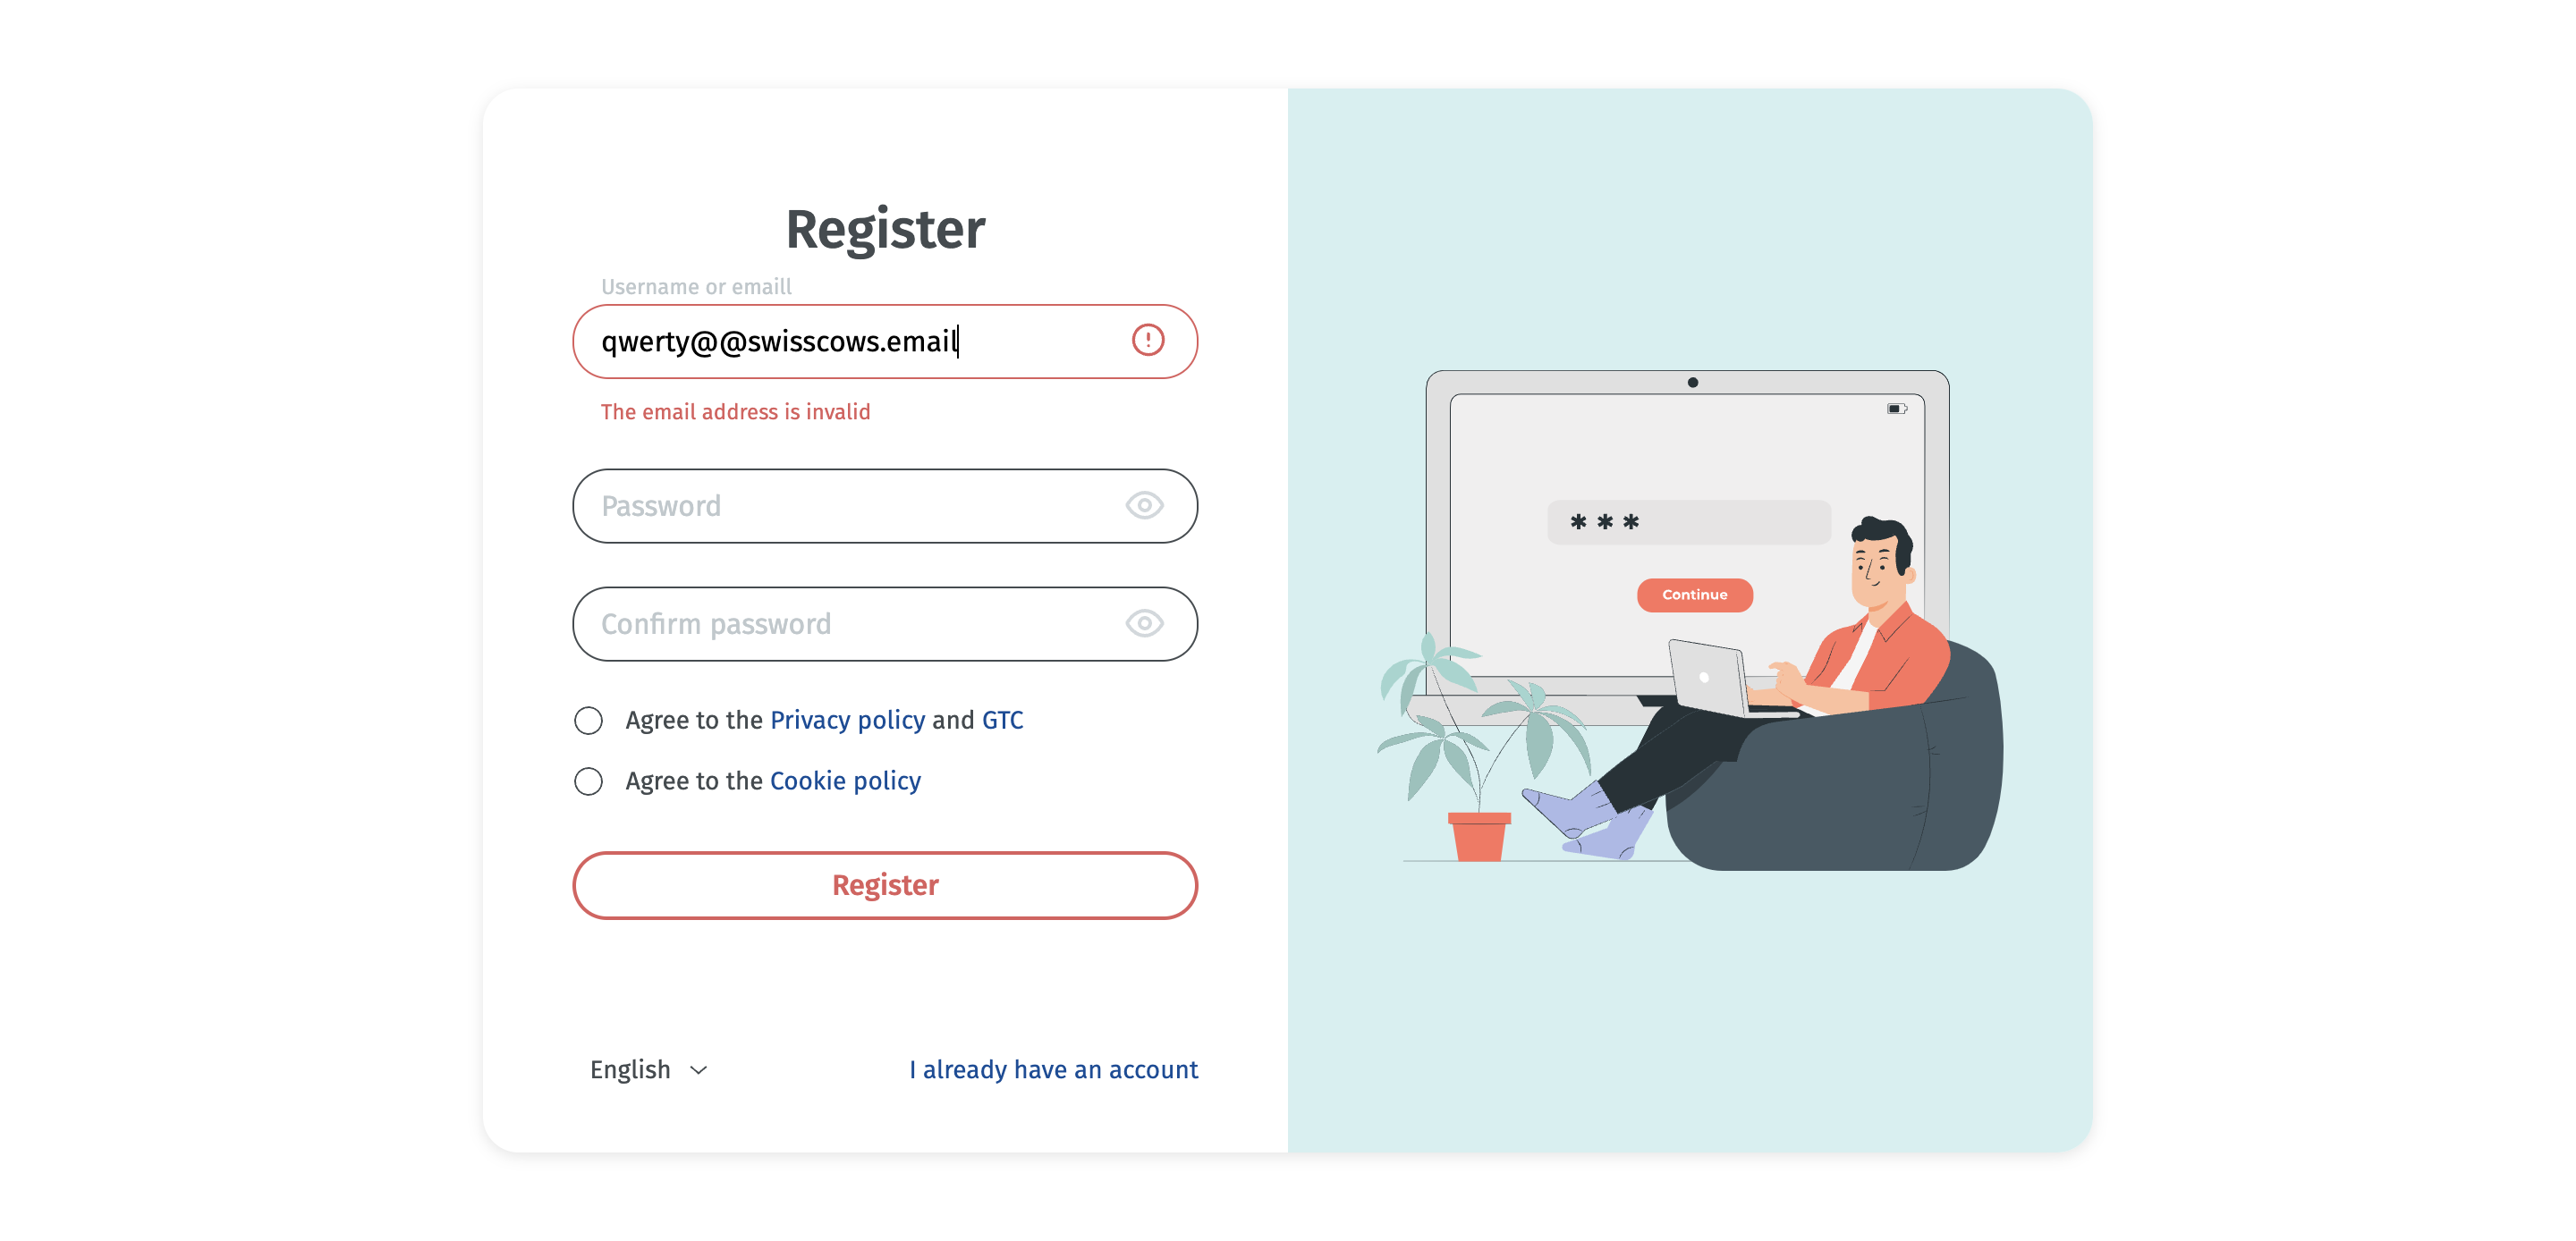 Register
Username or emaill
qwerty@@swisscows.email
The email address is invalid
Password
Confirm password
Agree to the Privacy policy and GTC
Agree to the Cookie policy
Register
English
I already have an account
* * *
Continue